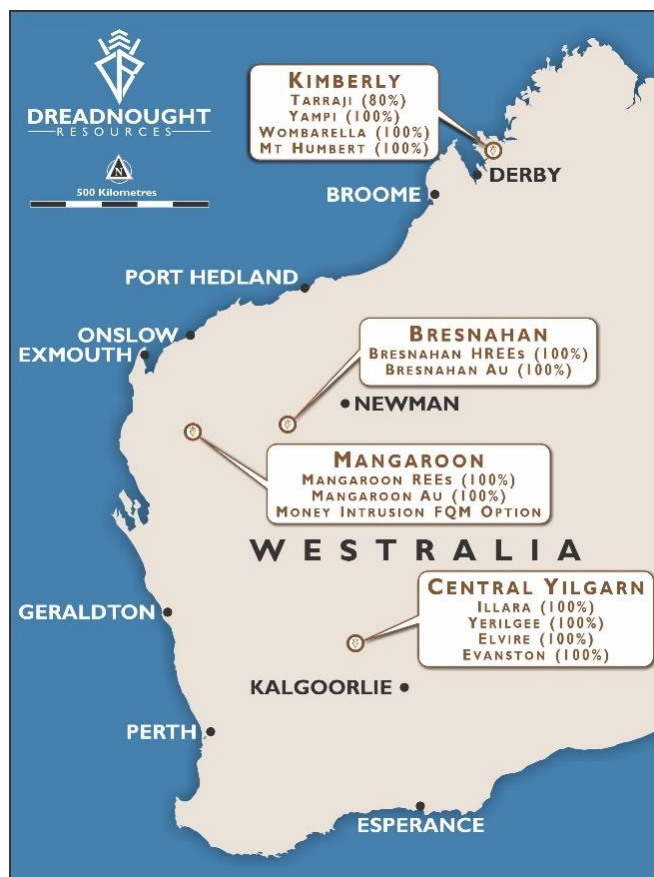 DREADNOUGHT
RESOURCES
N
500 Kilometres
KIMBERLY
TARRAJI (80%)
YAMPI (100%)
WOMBARELLA (100%)
MT HUMBERT (100%)
DERBY
BROOME
PORT HEDLAND
ONSLOW
EXMOUTH
BRESNAHAN
BRESNAHAN HREES (100%)
BRESNAHAN AU (100%)
NEWMAN
MANGAROON
MANGAROON REES (100%)
MANGAROON AU (100%)
MONEY INTRUSION FQM OPTION
WESTRALIA
CENTRAL YILGARN
ILLARA (100%)
YERILGEE (100%)
ELVIRE (100%)
EVANSTON (100%)
GERALDTON
KALGOORLIE
PERTH
ESPERANCE